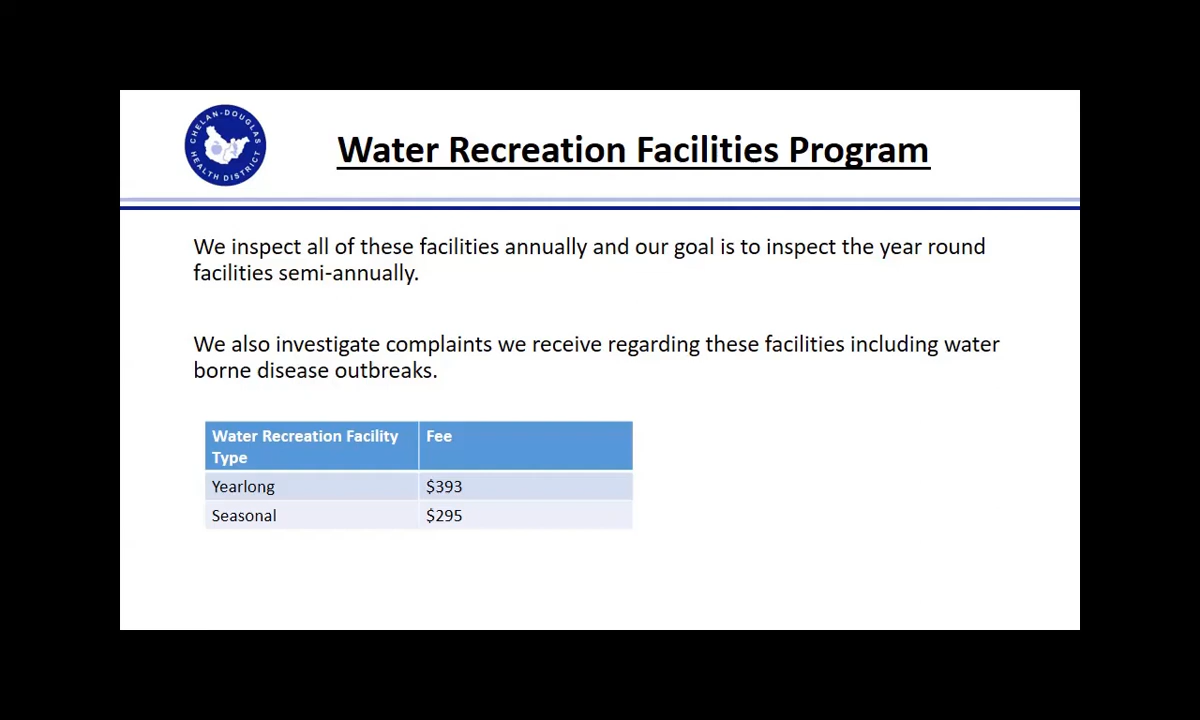 CHELAN-DOUGLAS
HEALTH DISTRICT
Water Recreation Facilities Program
We inspect all of these facilities annually and our goal is to inspect the year round
facilities semi-annually.
We also investigate complaints we receive regarding these facilities including water
borne disease outbreaks.
Water Recreation Facility
Type
Fee
Yearlong
$393
Seasonal
$295